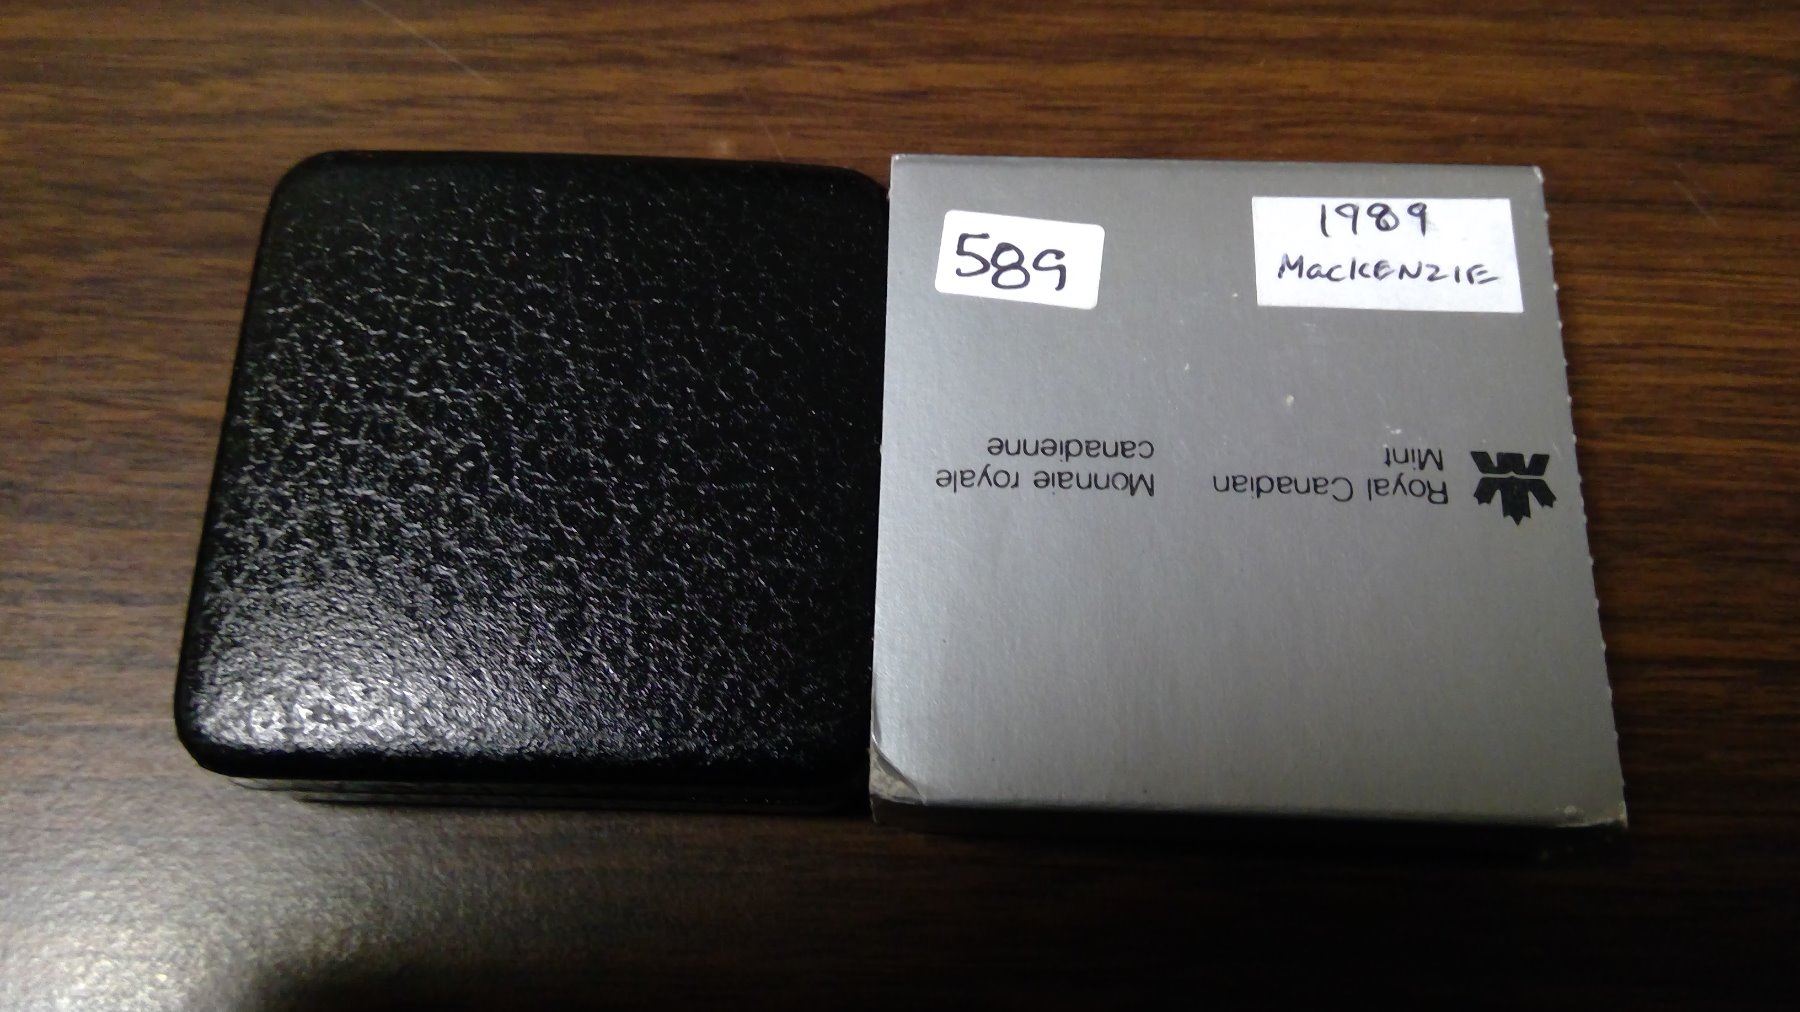 589
1989
MacKENZIE
Royal Canadian
Mint
Monnaie royale
canadienne